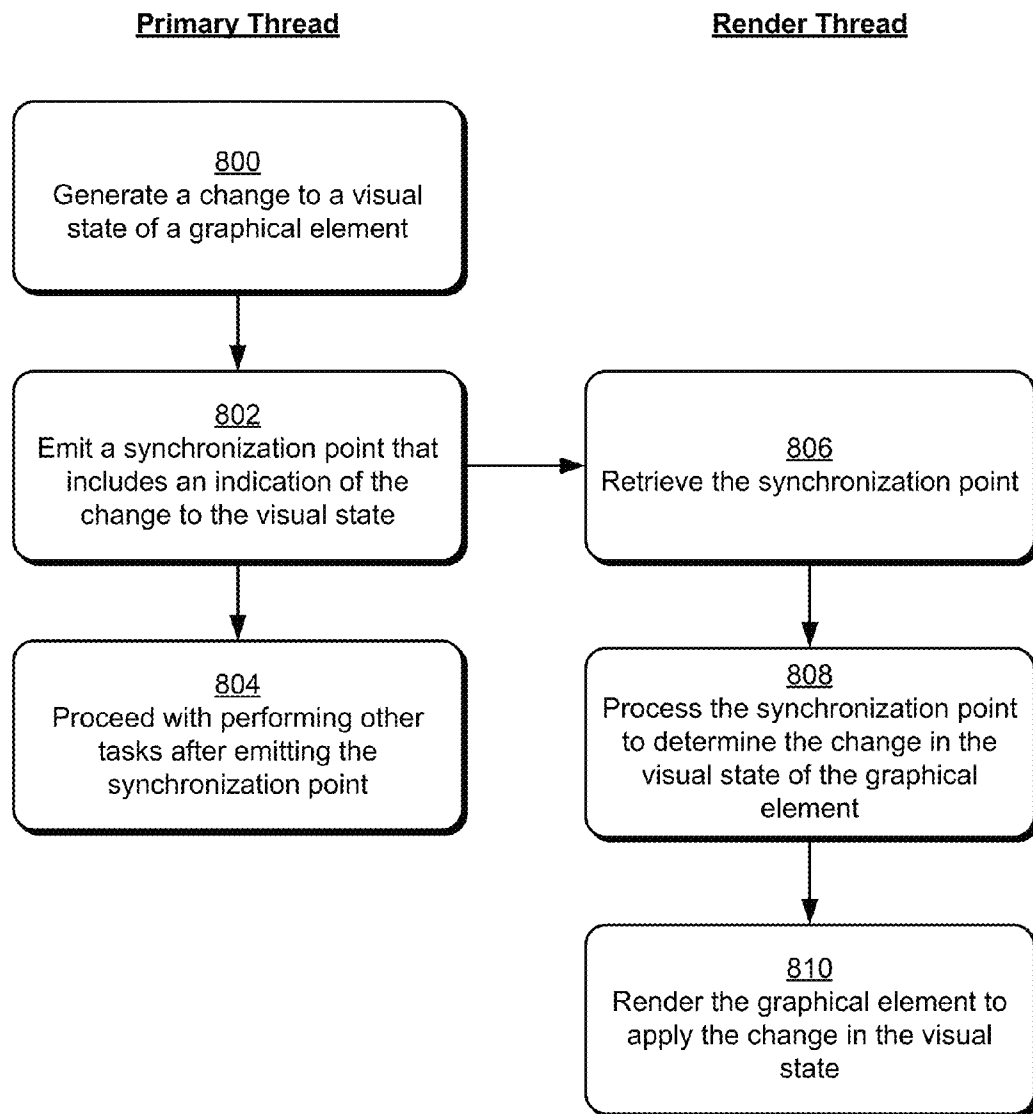 Primary Thread
Render Thread
800
Generate a change to a visual
state of a graphical element
802
Emit a synchronization point that
includes an indication of the
change to the visual state
804
Proceed with performing other
tasks after emitting the
synchronization point
806
Retrieve the synchronization point
808
Process the synchronization point
to determine the change in the
visual state of the graphical
element
810
Render the graphical element to
apply the change in the visual
state